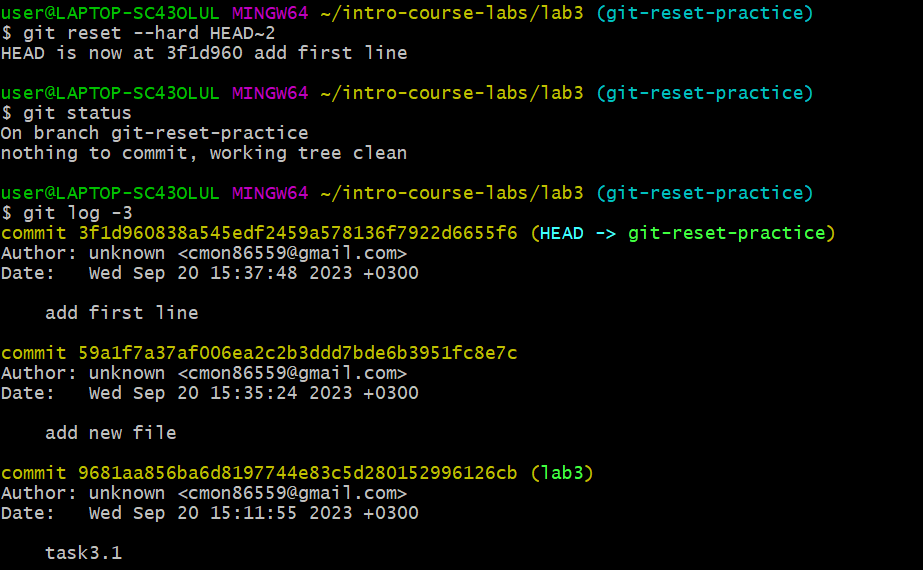 user@LAPTOP-SC43OLUL MINGW64 ~/intro-course-labs/lab3 (git-reset-practice)
$ git reset --hard HEAD~2
HEAD is now at 3f1d960 add first line
user@LAPTOP-SC43OLUL MINGW64 ~/intro-course-labs/lab3 (git-reset-practice)
$ git status
On branch git-reset-practice
nothing to commit, working tree clean
user@LAPTOP-SC43OLUL MINGW64 ~/intro-course-labs/lab3 (git-reset-practice)
$ git log -3
commit 3f1d960838a545edf2459a578136f7922d6655f6 (HEAD -> git-reset-practice)
Author: unknown <cmon86559@gmail.com>
Date:   Wed Sep 20 15:37:48 2023 +0300
    add first line
commit 59a1f7a37af006ea2c2b3ddd7bde6b3951fc8e7c
Author: unknown <cmon86559@gmail.com>
Date:   Wed Sep 20 15:35:24 2023 +0300
    add new file
commit 9681aa856ba6d8197744e83c5d280152996126cb (lab3)
Author: unknown <cmon86559@gmail.com>
Date:   Wed Sep 20 15:11:55 2023 +0300
    task3.1